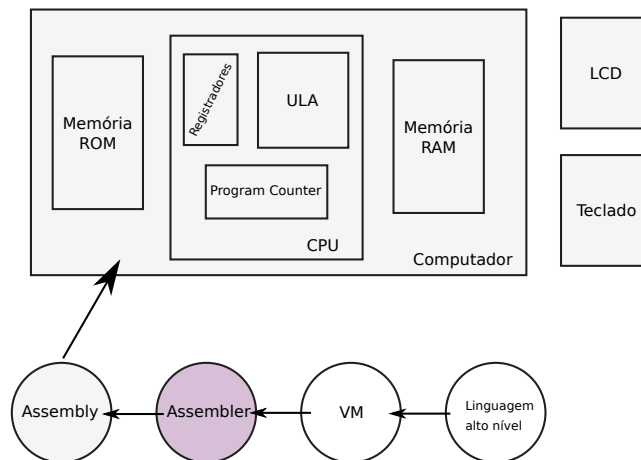 Memória
ROM
Registradores
ULA
Program Counter
CPU
Memória
RAM
Computador
LCD
Teclado
Assembly
Assembler
VM
Linguagem
alto nível